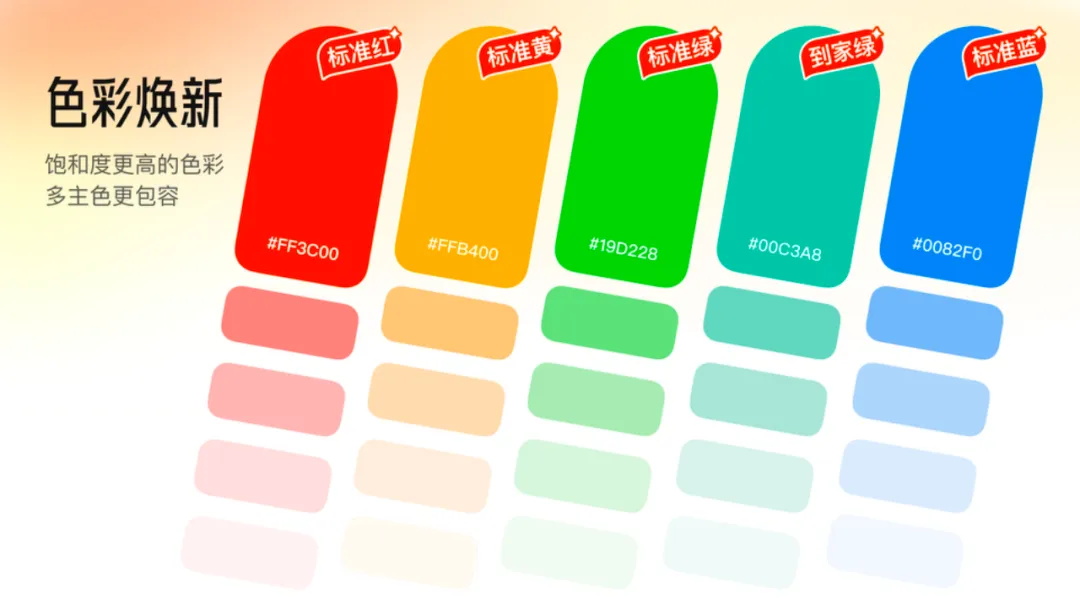 色彩焕新
饱和度更高的色彩
多主色更包容
标准红
#FF3C00
标准黄
#FFB400
标准绿
#19D228
到家绿
#00C3A8
标准蓝
#0082F0